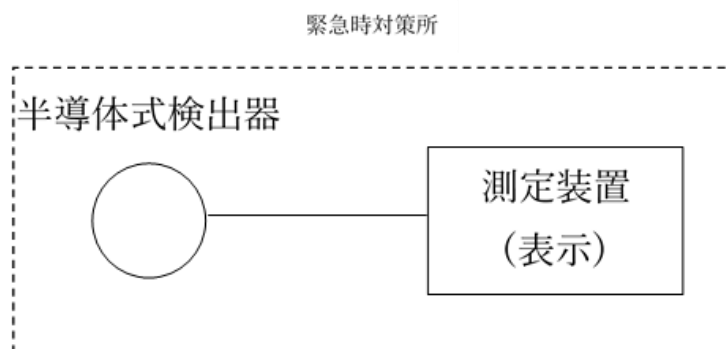 緊急時対策所
半導体式検出器
測定装置
（表示）